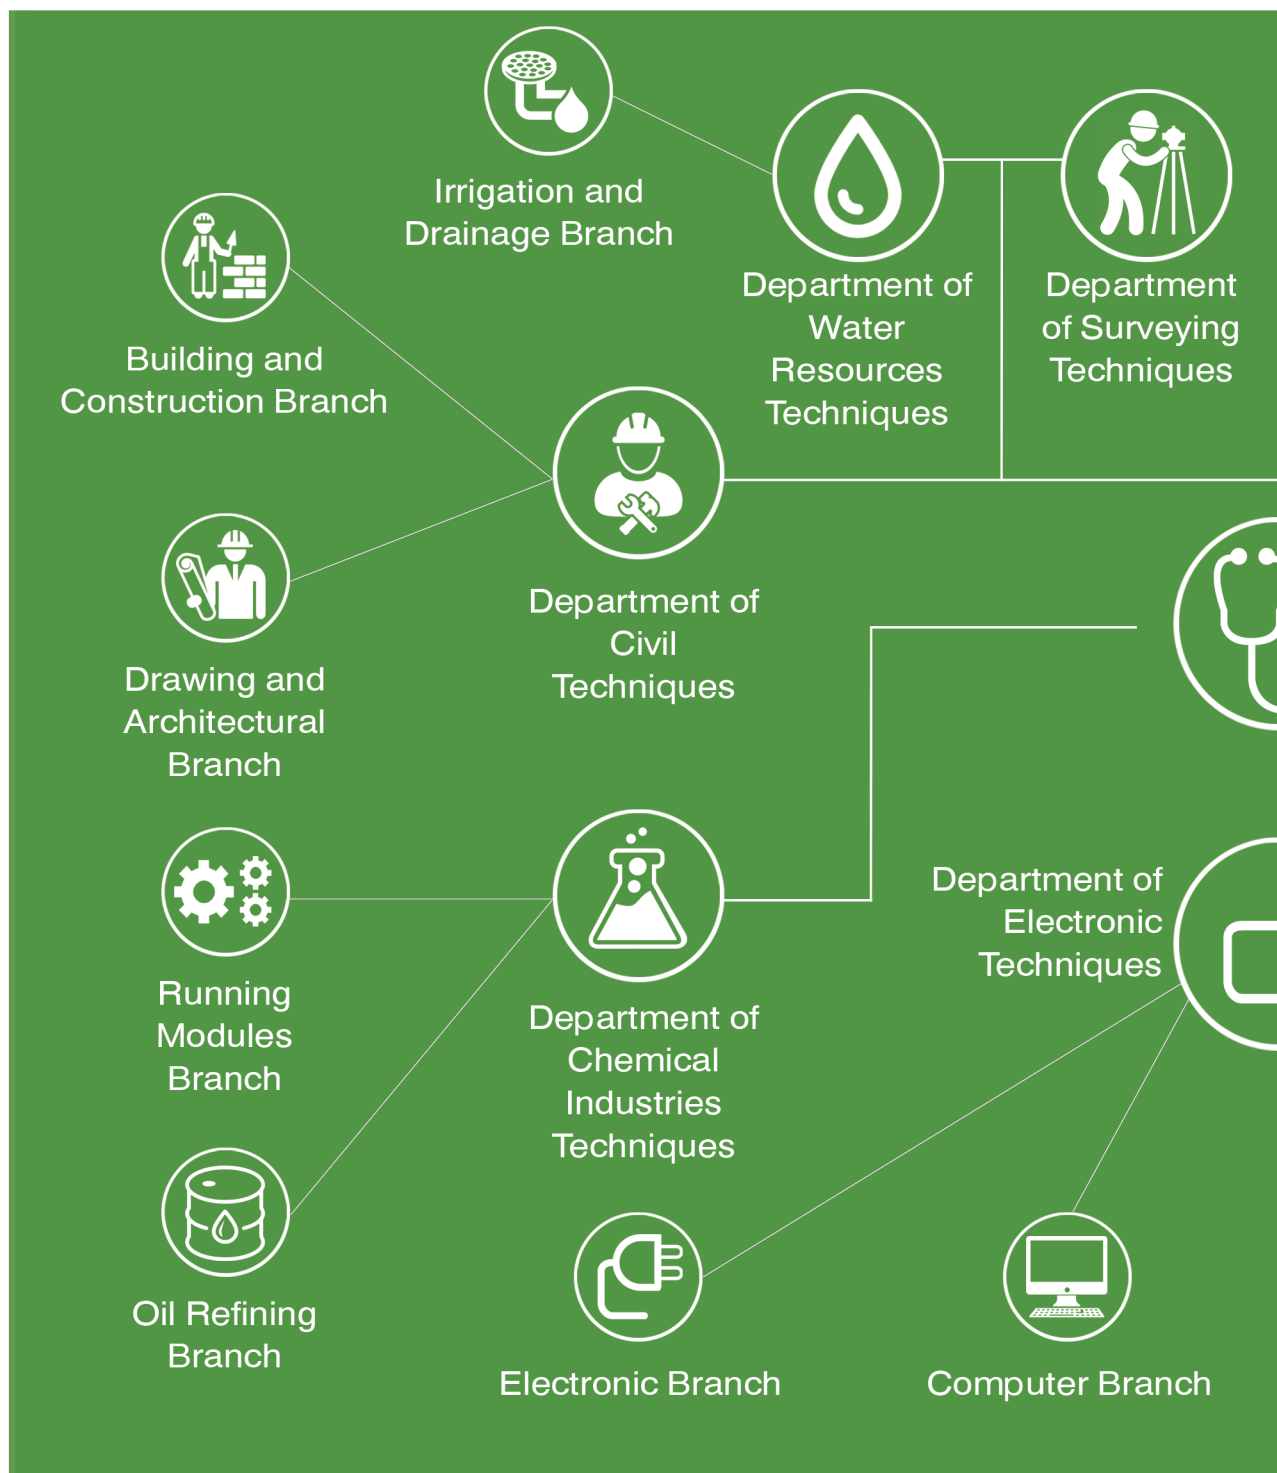 Irrigation and
Drainage Branch
Department of
Water
Resources
Techniques
Department
of Surveying
Techniques
Building and
Construction Branch
Department of
Civil
Techniques
Drawing and
Architectural
Branch
Department of
Electronic
Techniques
Running
Modules
Branch
Department of
Chemical
Industries
Techniques
Oil Refining
Branch
Electronic Branch
Computer Branch